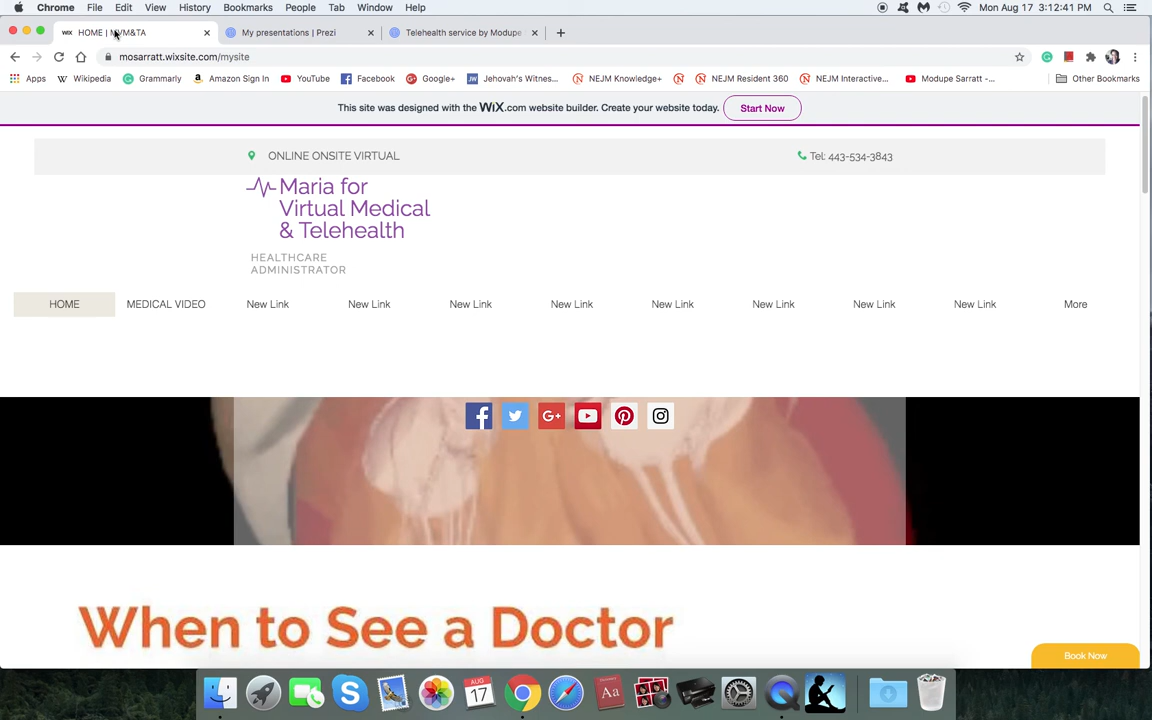 Chrome File Edit View History Bookmarks People Tab Window Help Mon Aug 17 3:12:41 PM
WiX HOME | MVM&TA My presentations | Prezi Telehealth service by Modupe
mosarratt.wixsite.com/mysite
Apps Wikipedia Grammarly Amazon Sign In YouTube Facebook Google+ Jehovah's Witnes... NEJM Knowledge+ NEJM Resident 360 NEJM Interactive... Modupe Sarratt -... Other Bookmarks
This site was designed with the WiX.com website builder. Create your website today. Start Now
ONLINE ONSITE VIRTUAL Tel: 443-534-3843
Maria for
Virtual Medical
& Telehealth
HEALTHCARE
ADMINISTRATOR
HOME MEDICAL VIDEO New Link New Link New Link New Link New Link New Link New Link New Link More
When to See a Doctor
Book Now
AUG
17
Aa